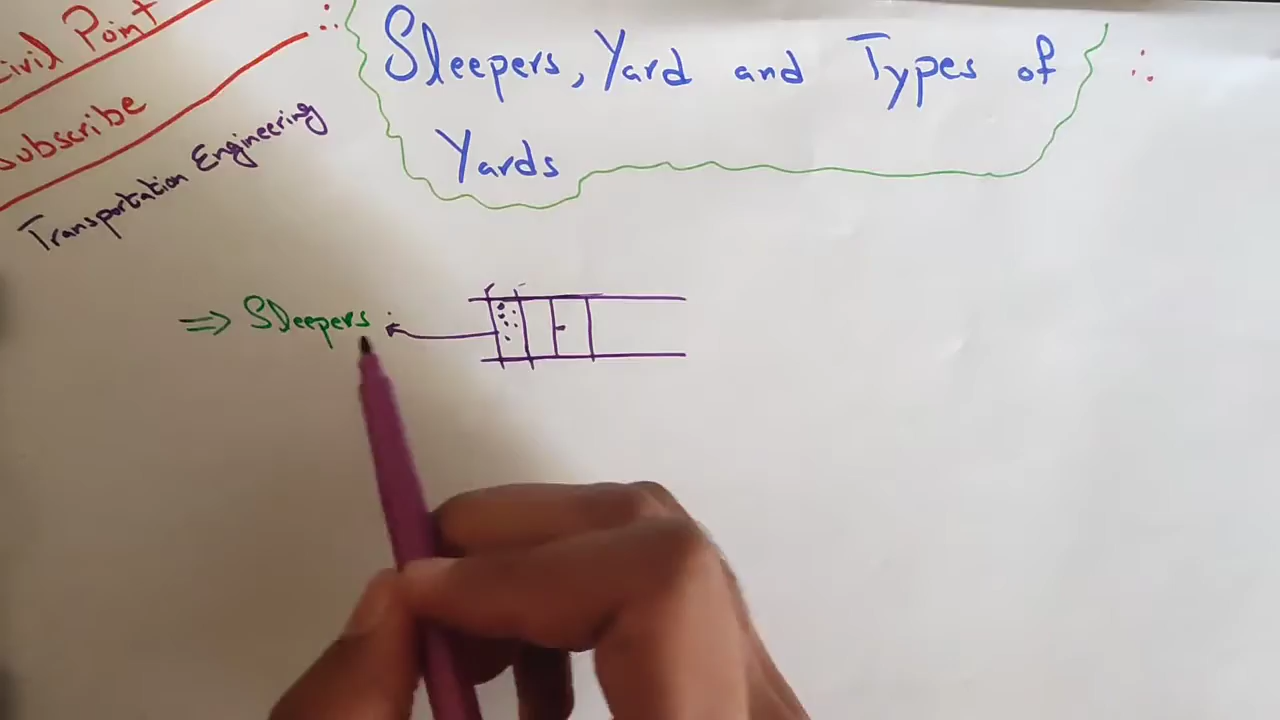 Civil Point
Subscribe
Transportation Engineering
Sleepers, Yard and Types of
Yards
⇒ Sleepers